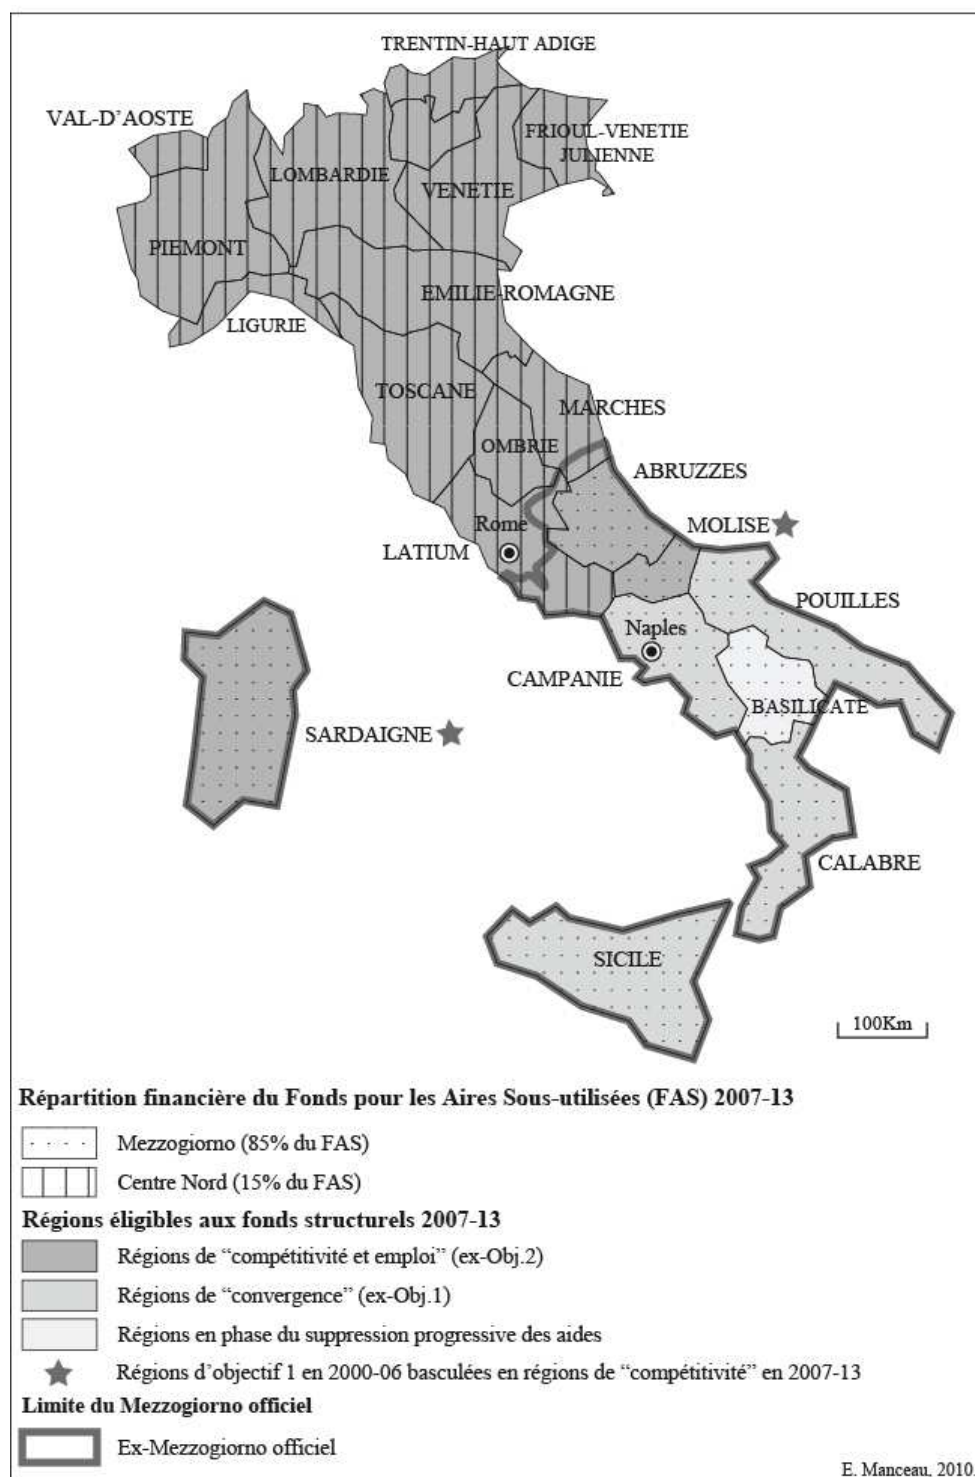 TRENTIN-HAUT ADIGE
VAL-D'AOSTE
FRIOUL-VENETIE
JULIENNE
LOMBARDIE
VENETIE
PIEMONT
EMILIE-ROMAGNE
LIGURIE
TOSCANE
MARCHES
OMBRIE
ABRUZZES
Rome
MOLISE
LATIUM
POUILLES
Naples
CAMPANIE
BASILICATE
SARDAIGNE
CALABRE
SICILE
100Km
Répartition financière du Fonds pour les Aires Sous-utilisées (FAS) 2007-13
Mezzogiorno (85% du FAS)
Centre Nord (15% du FAS)
Régions éligibles aux fonds structurels 2007-13
Régions de “compétitivité et emploi” (ex-Obj.2)
Régions de “convergence” (ex-Obj.1)
Régions en phase du suppression progressive des aides
Régions d'objectif 1 en 2000-06 basculées en régions de “compétitivité” en 2007-13
Limite du Mezzogiorno officiel
Ex-Mezzogiorno officiel
E. Manceau, 2010